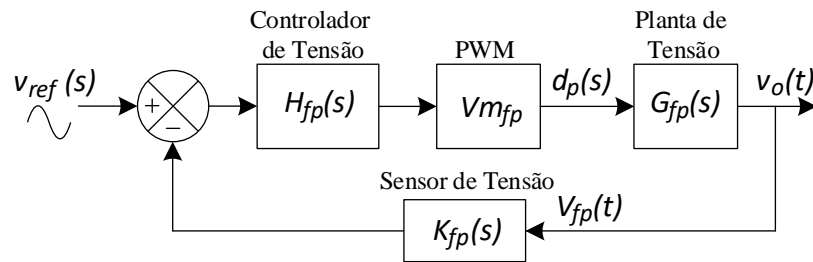 Controlador
de Tensão
PWM
Planta de
Tensão
v_ref (s)
+
−
H_fp(s)
Vm_fp
d_p(s)
G_fp(s)
v_o(t)
Sensor de Tensão
K_fp(s)
V_fp(t)